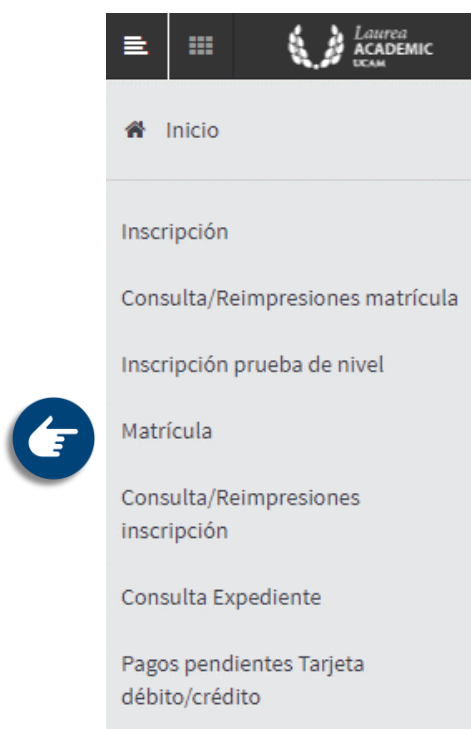 Laurea
ACADEMIC
UCAM
Inicio
Inscripción
Consulta/Reimpresiones matrícula
Inscripción prueba de nivel
Matrícula
Consulta/Reimpresiones
inscripción
Consulta Expediente
Pagos pendientes Tarjeta
débito/crédito